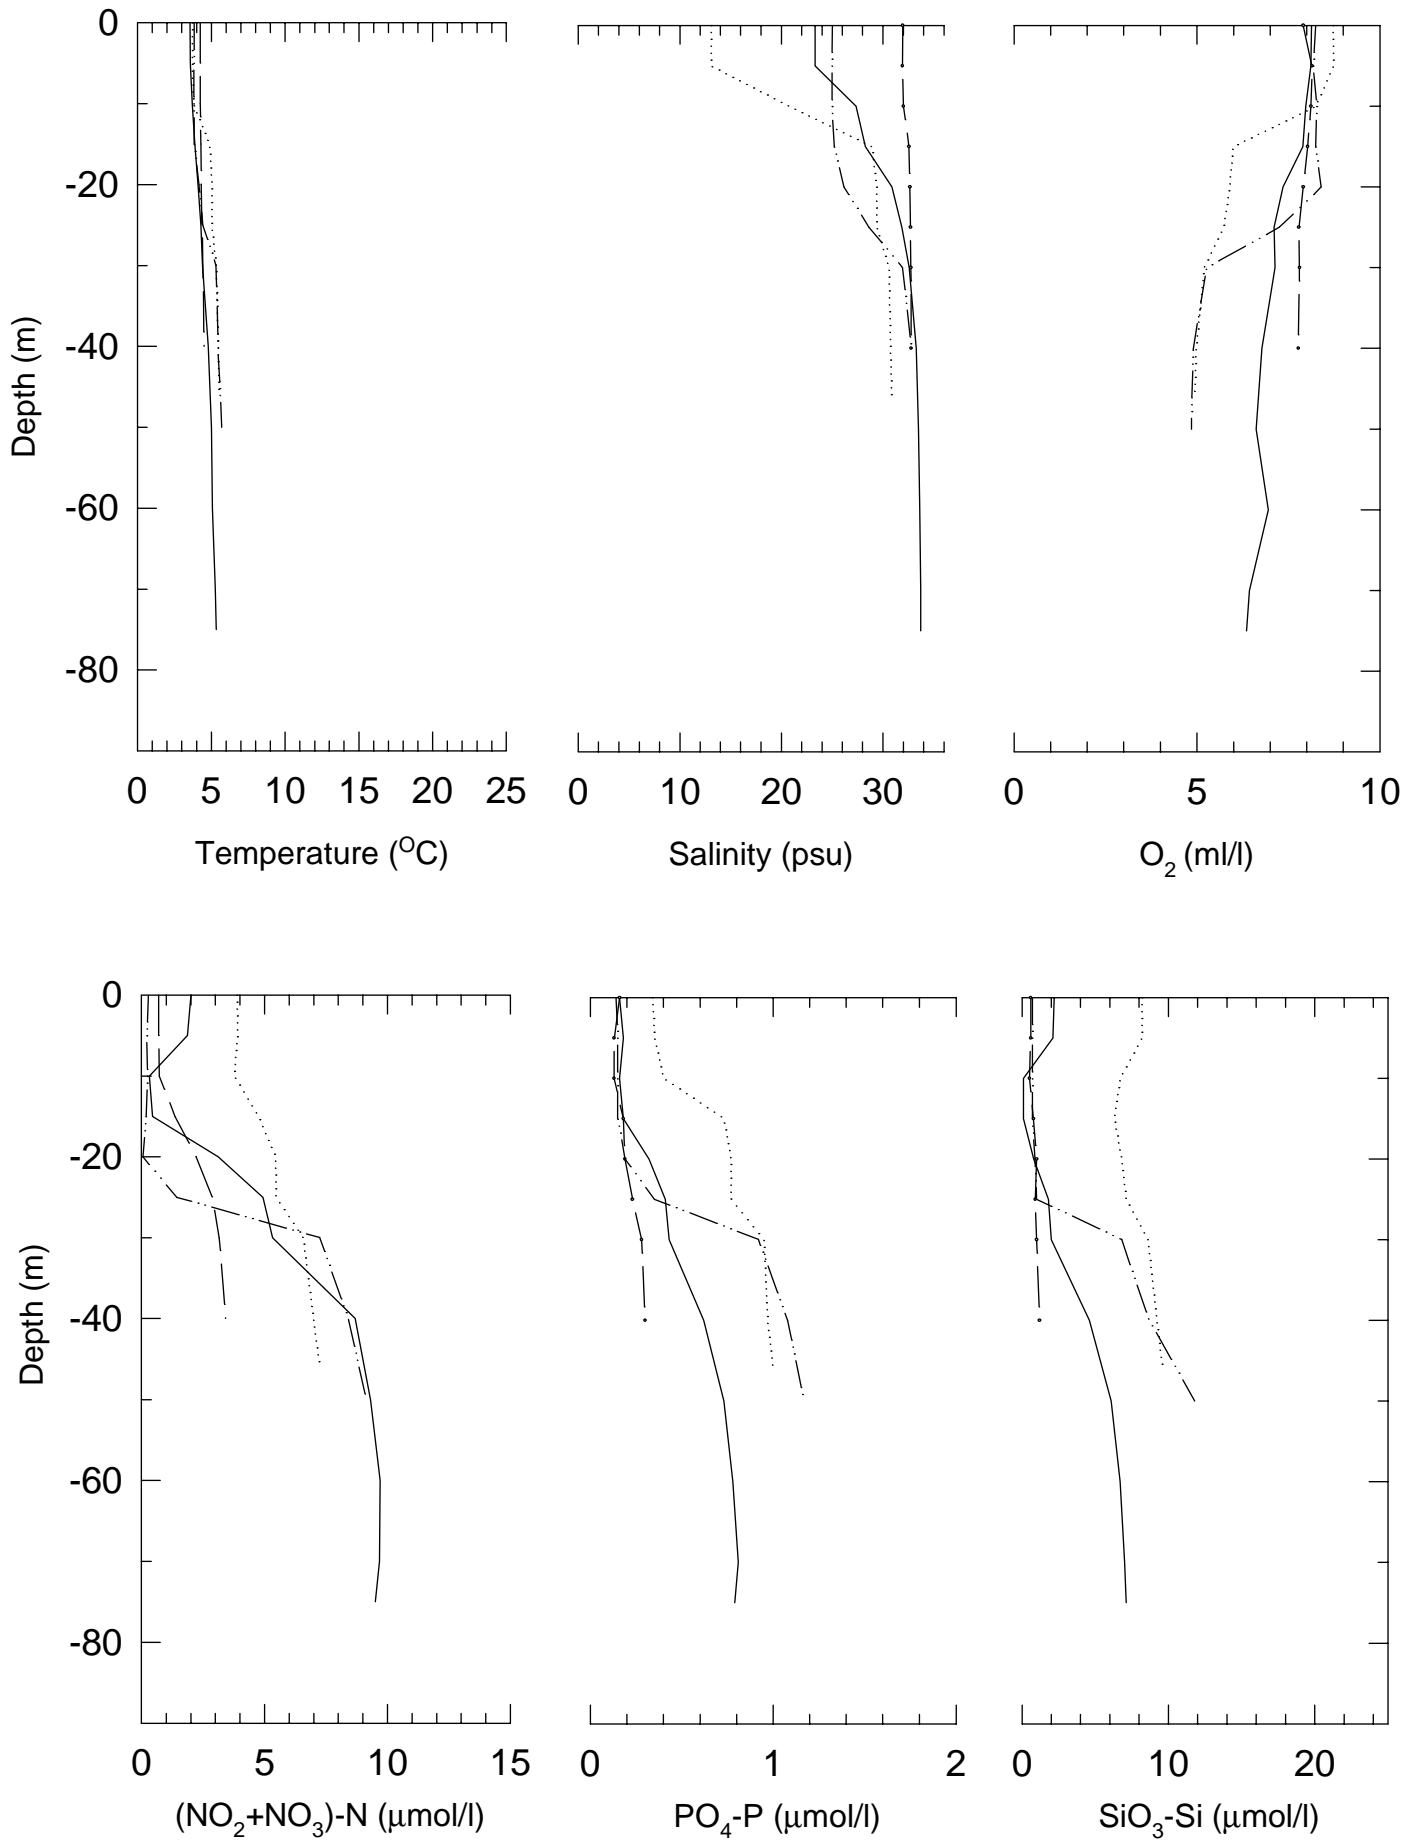 0
-20
-40
-60
-80
Depth (m)
0 5 10 15 20 25
0 10 20 30
0 5 10
Temperature (ᴼC)
Salinity (psu)
O₂ (ml/l)
0
-20
-40
-60
-80
Depth (m)
0 5 10 15
0 1 2
0 10 20
(NO₂+NO₃)-N (μmol/l)
PO₄-P (μmol/l)
SiO₃-Si (μmol/l)